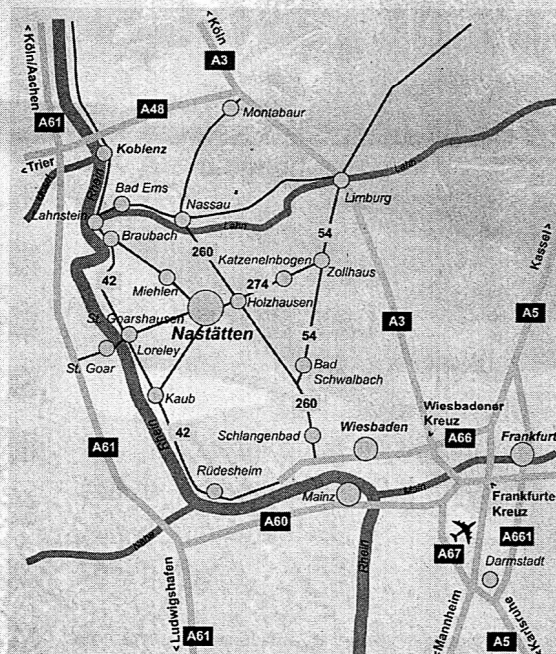 <Köln/Aachen
<Köln
A3
A61
A48
Montabaur
Koblenz
<Trier
Mosel
Rhein
Bad Ems
Lahn
Limburg
Lahnstein
Nassau
Lahn
Braubach
260
54
Katzenelnbogen
Zollhaus
Kassel>
42
Miehlen
274
Holzhausen
A3
A5
St. Goarshausen
Nastätten
54
Loreley
St. Goar
Bad
Schwalbach
Kaub
260
Wiesbadener
Kreuz
A66
Rhein
A61
42
Schlangenbad
Wiesbaden
Frankfurt
Rüdesheim
Mainz
Main
Frankfurter
Kreuz
A60
Nahe
Rhein
A67
A661
Darmstadt
<Ludwigshafen
A61
<Mannheim
<Karlsruhe
A5